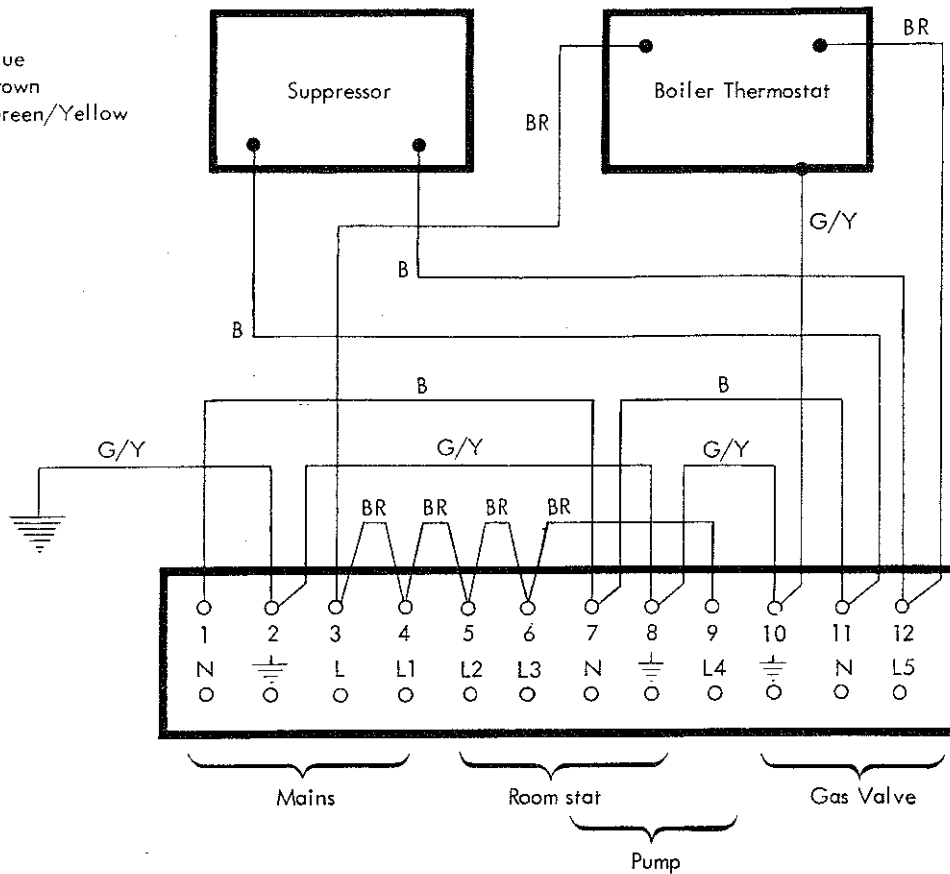 ue
rown
reen/Yellow
Suppressor
Boiler Thermostat
BR
BR
G/Y
B
B
B
B
G/Y
G/Y
G/Y
BR BR BR BR
1 2 3 4 5 6 7 8 9 10 11 12
N L L1 L2 L3 N L4 N L5
Mains
Room stat
Gas Valve
Pump